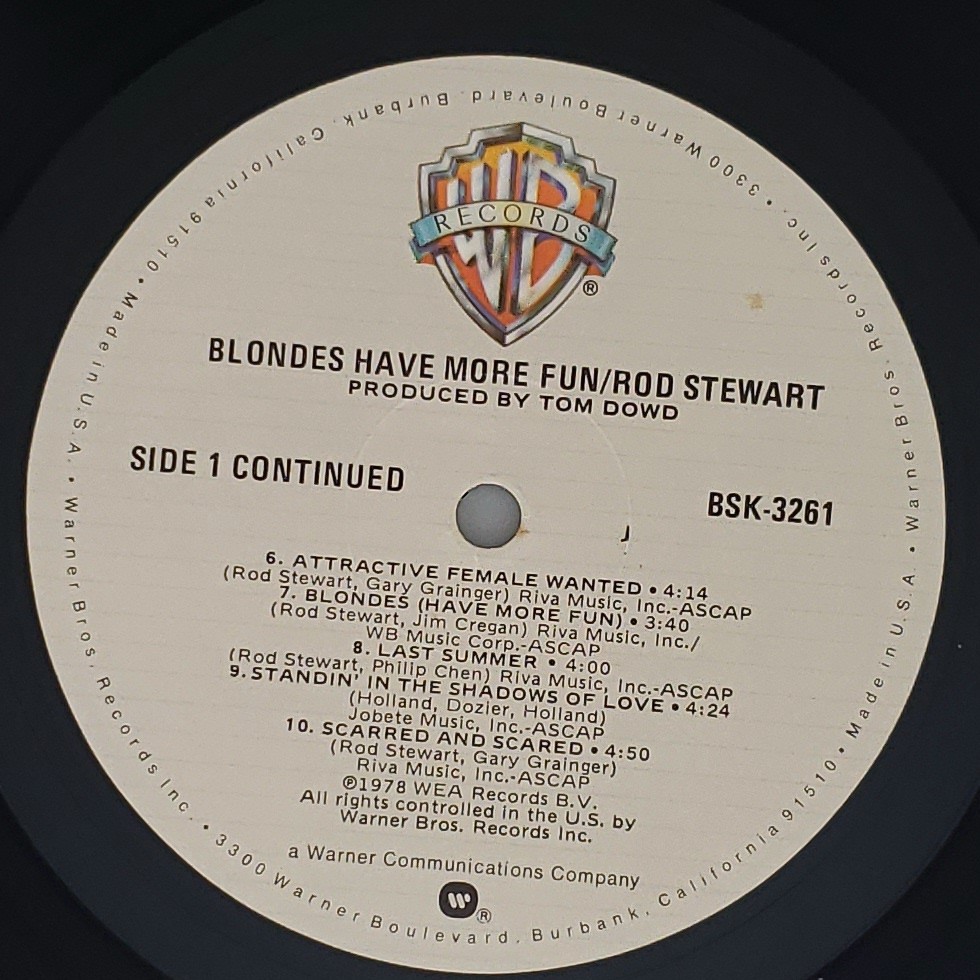 WB
RECORDS
®
BLONDES HAVE MORE FUN/ROD STEWART
PRODUCED BY TOM DOWD
SIDE 1 CONTINUED
BSK-3261
6. ATTRACTIVE FEMALE WANTED • 4:14
(Rod Stewart, Gary Grainger) Riva Music, Inc.-ASCAP
7. BLONDES (HAVE MORE FUN) • 3:40
(Rod Stewart, Jim Cregan) Riva Music, Inc./
WB Music Corp.-ASCAP
8. LAST SUMMER • 4:00
(Rod Stewart, Philip Chen) Riva Music, Inc.-ASCAP
9. STANDIN' IN THE SHADOWS OF LOVE • 4:24
(Holland, Dozier, Holland)
Jobete Music, Inc.-ASCAP
10. SCARRED AND SCARED • 4:50
(Rod Stewart, Gary Grainger)
Riva Music, Inc.-ASCAP
℗1978 WEA Records B.V.
All rights controlled in the U.S. by
Warner Bros. Records Inc.
a Warner Communications Company
®
Warner Bros. Records Inc. • 3300 Warner Boulevard, Burbank, California 91510 • Made in U.S.A. • Warner Bros. Records Inc. • 3300 Warner Boulevard, Burbank, California 91510 • Made in U.S.A. •